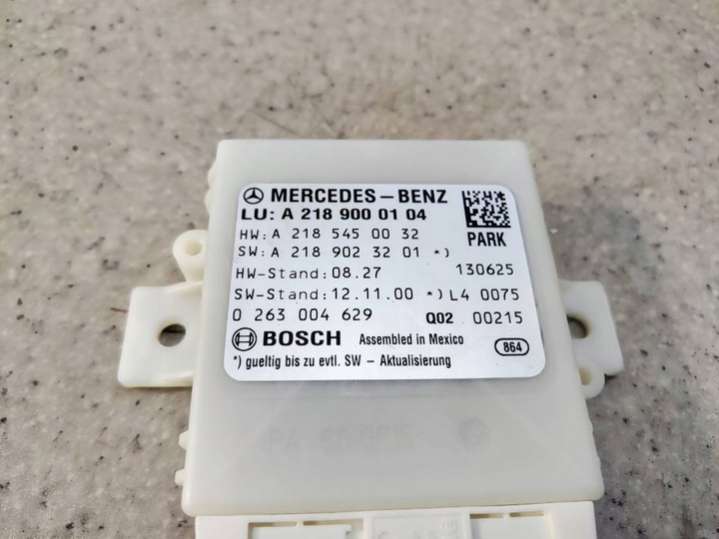 MERCEDES-BENZ
LU: A 218 900 01 04
HW: A 218 545 00 32
PARK
SW: A 218 902 32 01 *)
HW-Stand: 08.27 130625
SW-Stand: 12.11.00 *) L4 0075
0 263 004 629 Q02 00215
BOSCH Assembled in Mexico
864
*) gueltig bis zu evtl. SW - Aktualisierung